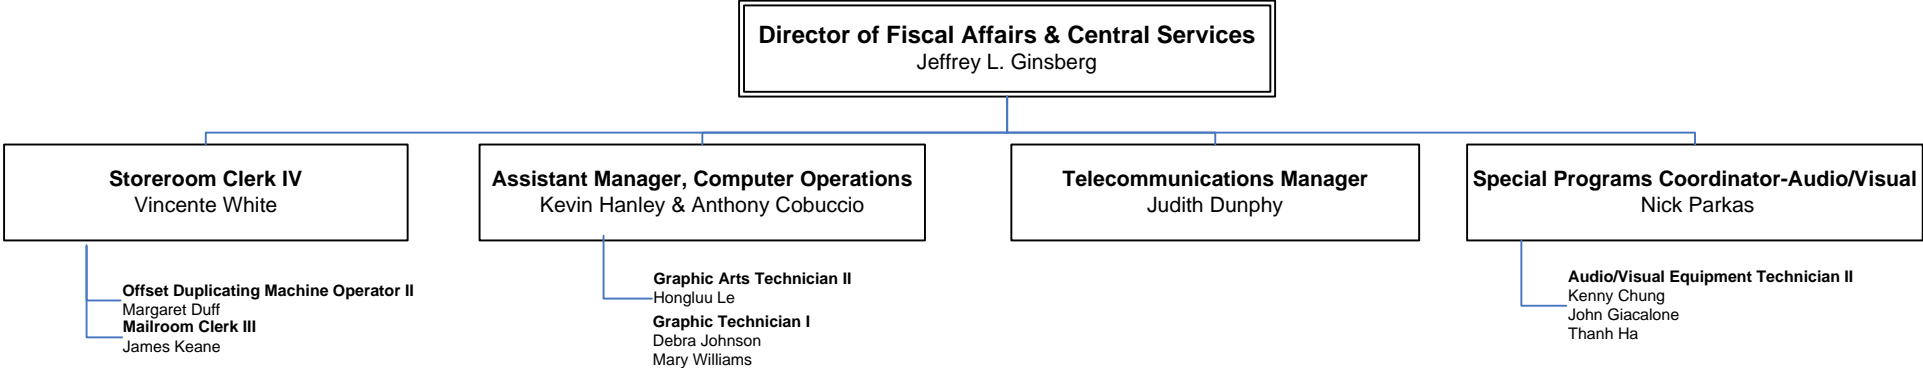 Director of Fiscal Affairs & Central Services
Jeffrey L. Ginsberg
Storeroom Clerk IV
Vincente White
Offset Duplicating Machine Operator II
Margaret Duff
Mailroom Clerk III
James Keane
Assistant Manager, Computer Operations
Kevin Hanley & Anthony Cobuccio
Graphic Arts Technician II
Hongluu Le
Graphic Technician I
Debra Johnson
Mary Williams
Telecommunications Manager
Judith Dunphy
Special Programs Coordinator-Audio/Visual
Nick Parkas
Audio/Visual Equipment Technician II
Kenny Chung
John Giacalone
Thanh Ha